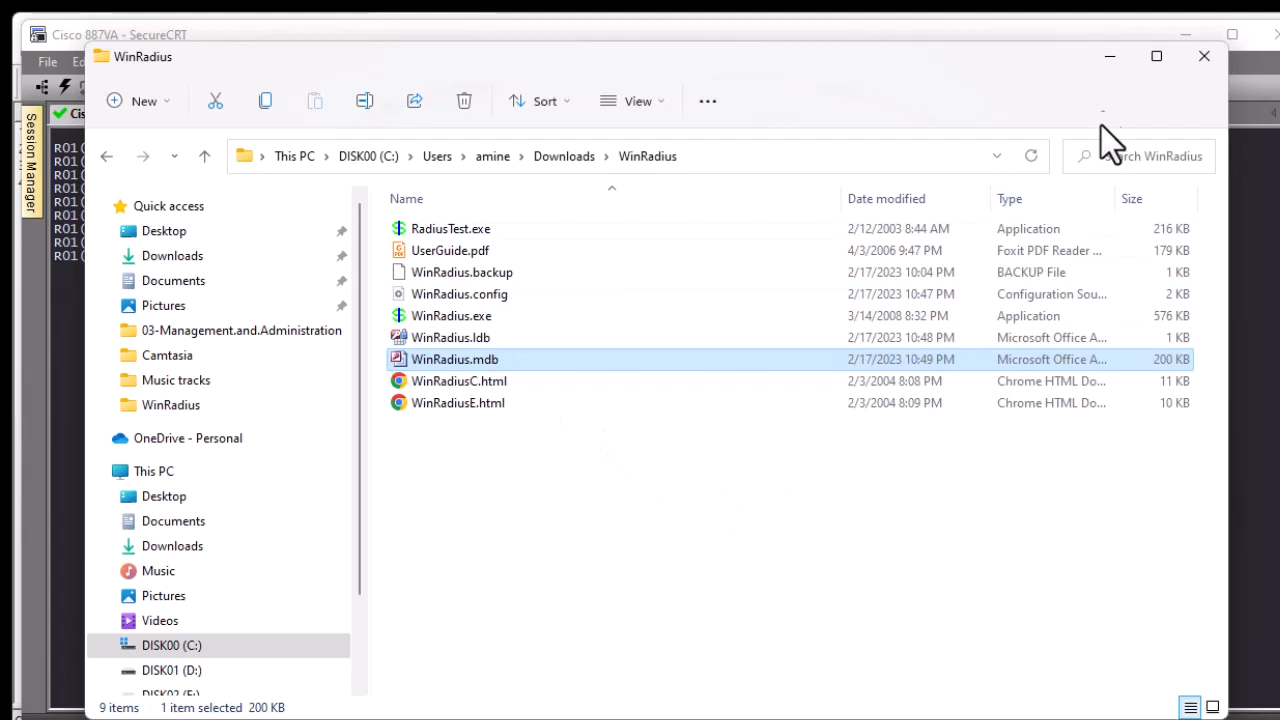 Cisco 887VA - SecureCRT
File
WinRadius
New
Sort
View
This PC > DISK00 (C:) > Users > amine > Downloads > WinRadius
WinRadius
Session Manager
R01(
R01(
R01(
R01(
R01(
R01(
R01(
R01(
R01(
Quick access
Desktop
Downloads
Documents
Pictures
03-Management.and.Administration
Camtasia
Music tracks
WinRadius
OneDrive - Personal
This PC
Desktop
Documents
Downloads
Music
Pictures
Videos
DISK00 (C:)
DISK01 (D:)
Name Date modified Type Size
RadiusTest.exe 2/12/2003 8:44 AM Application 216 KB
UserGuide.pdf 4/3/2006 9:47 PM Foxit PDF Reader ... 179 KB
WinRadius.backup 2/17/2023 10:04 PM BACKUP File 1 KB
WinRadius.config 2/17/2023 10:47 PM Configuration Sou... 2 KB
WinRadius.exe 3/14/2008 8:32 PM Application 576 KB
WinRadius.ldb 2/17/2023 10:48 PM Microsoft Office A... 1 KB
WinRadius.mdb 2/17/2023 10:49 PM Microsoft Office A... 200 KB
WinRadiusC.html 2/3/2004 8:08 PM Chrome HTML Do... 11 KB
WinRadiusE.html 2/3/2004 8:09 PM Chrome HTML Do... 10 KB
9 items 1 item selected 200 KB